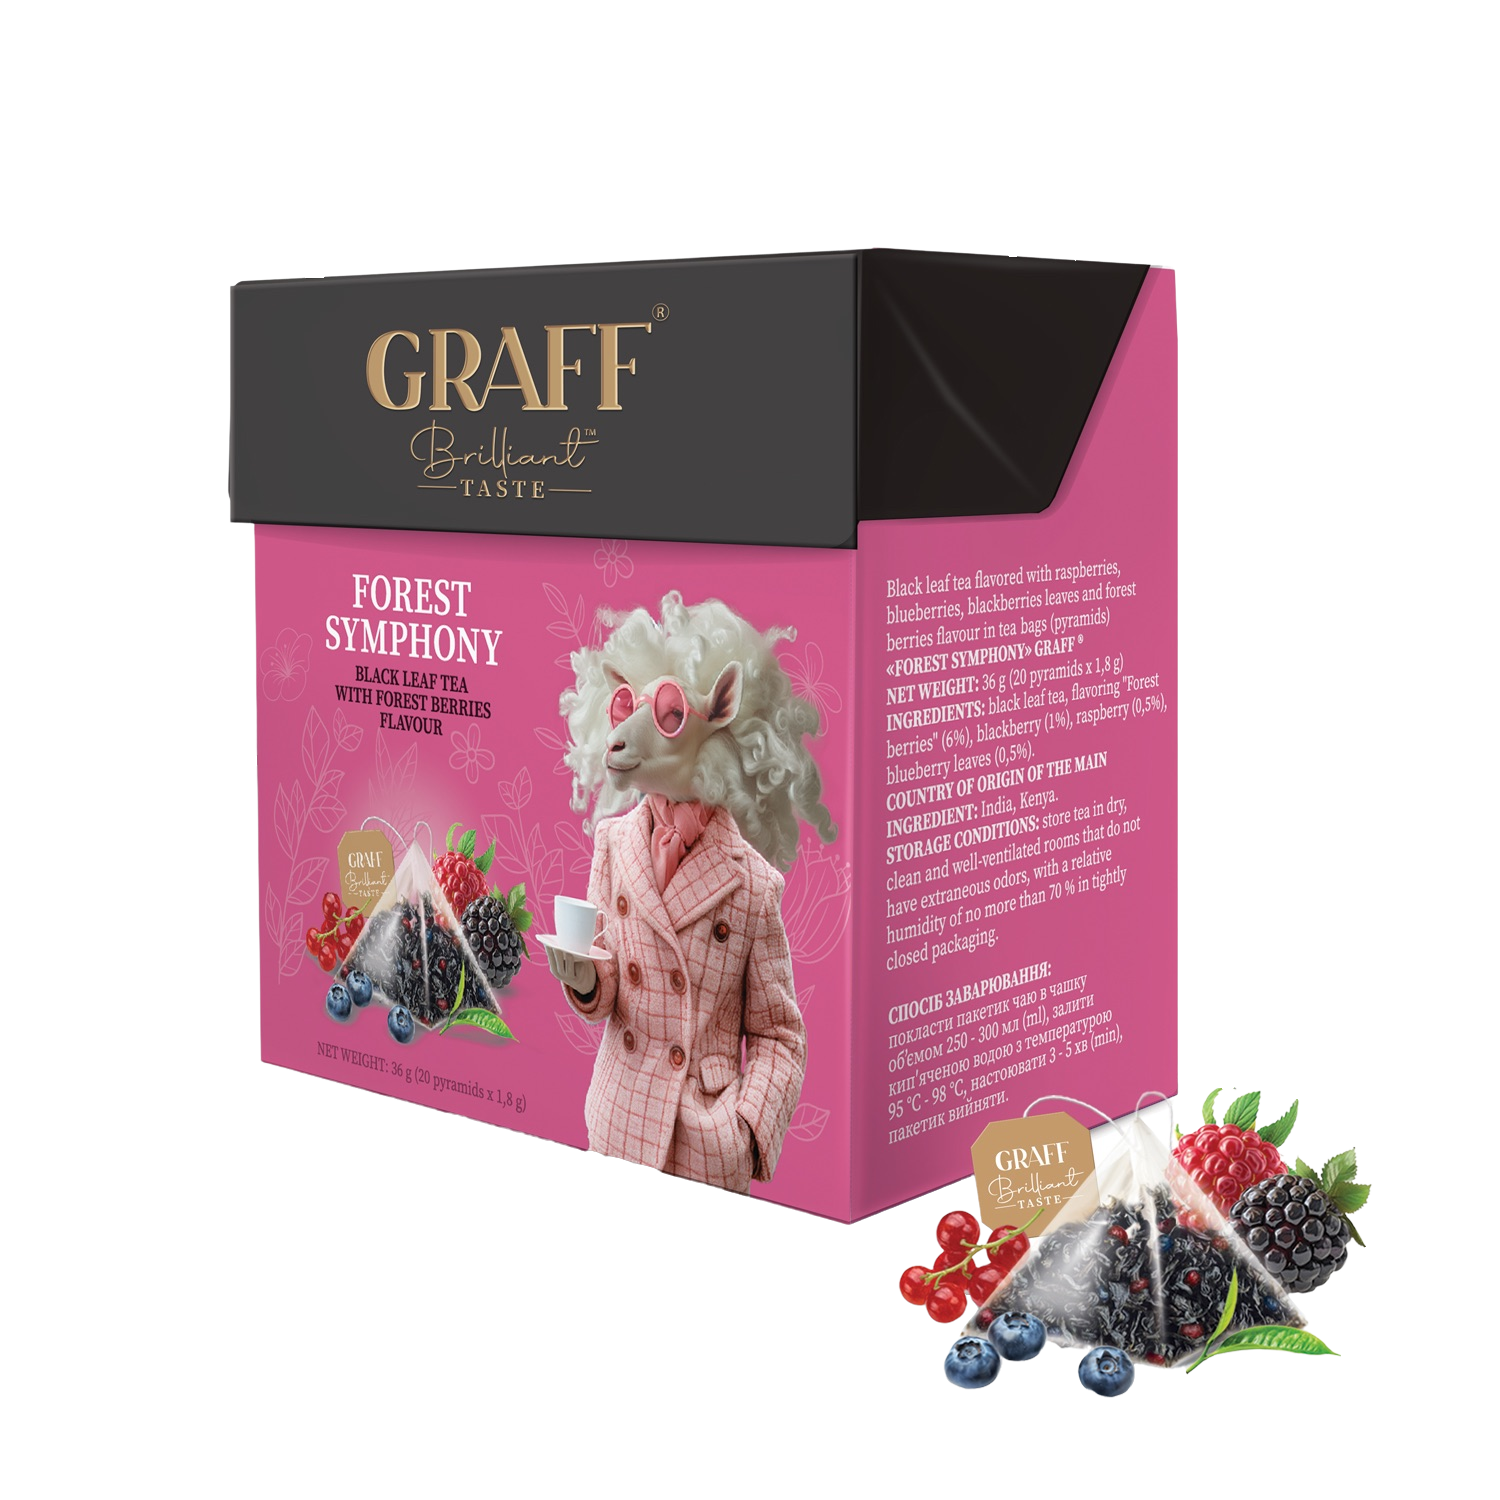 GRAFF®
Brilliant™
TASTE
FOREST
SYMPHONY
BLACK LEAF TEA
WITH FOREST BERRIES
FLAVOUR
GRAFF
Brilliant
TASTE
NET WEIGHT: 36 g (20 pyramids x 1,8 g)
Black leaf tea flavored with raspberries,
blueberries, blackberries leaves and forest
berries flavour in tea bags (pyramids)
«FOREST SYMPHONY» GRAFF ®
NET WEIGHT: 36 g (20 pyramids x 1,8 g)
INGREDIENTS: black leaf tea, flavoring "Forest
berries" (6%), blackberry (1%), raspberry (0,5%),
blueberry leaves (0,5%).
COUNTRY OF ORIGIN OF THE MAIN
INGREDIENT: India, Kenya.
STORAGE CONDITIONS: store tea in dry,
clean and well-ventilated rooms that do not
have extraneous odors, with a relative
humidity of no more than 70 % in tightly
closed packaging.
СПОСІБ ЗАВАРЮВАННЯ:
покласти пакетик чаю в чашку
об'ємом 250 - 300 мл (ml), залити
кип'яченою водою з температурою
95 °C - 98 °C, настоювати 3 - 5 хв (min),
пакетик вийняти.
GRAFF
Brilliant
TASTE